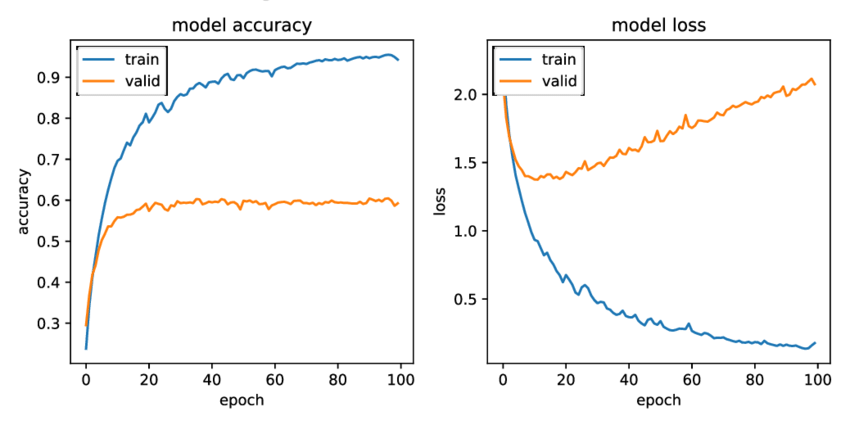 model accuracy
train
valid
0.9
0.8
0.7
0.6
0.5
0.4
0.3
accuracy
0 20 40 60 80 100
epoch
model loss
train
valid
2.0
1.5
1.0
0.5
loss
0 20 40 60 80 100
epoch